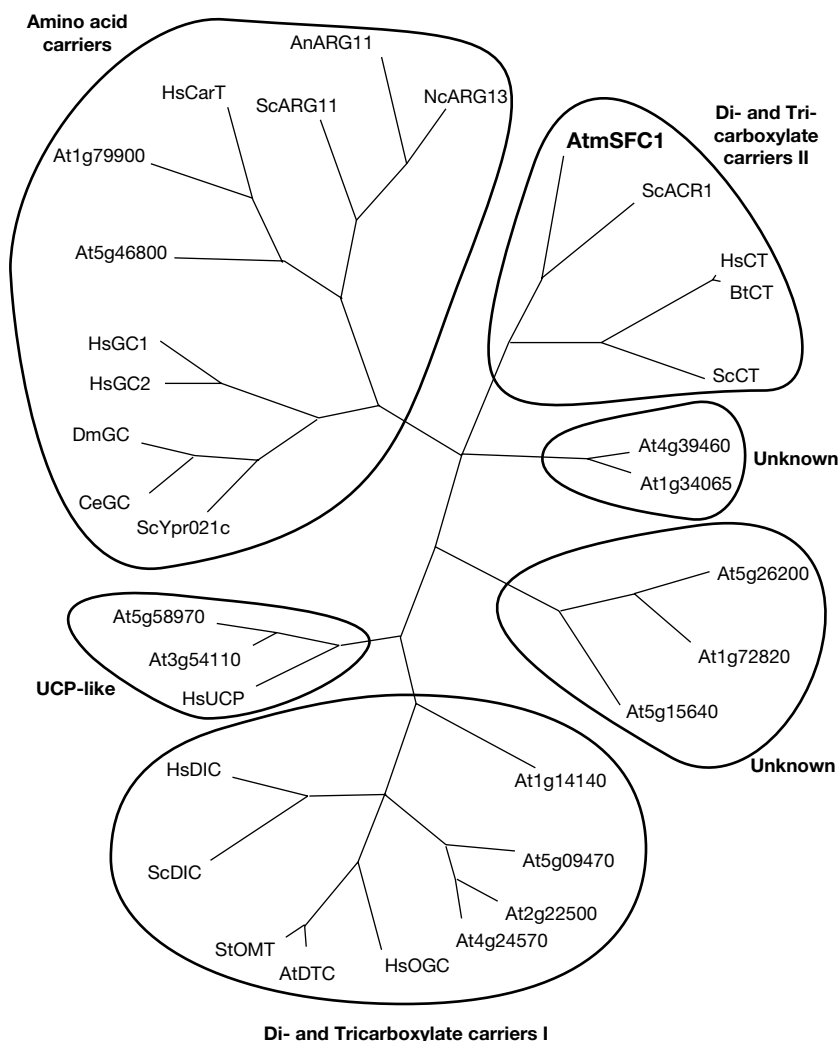 Amino acid
carriers
AnARG11
HsCarT
ScARG11
NcARG13
At1g79900
At5g46800
HsGC1
HsGC2
DmGC
CeGC
ScYpr021c
Di- and Tri-
carboxylate
carriers II
AtmSFC1
ScACR1
HsCT
BtCT
ScCT
At4g39460
At1g34065
Unknown
At5g26200
At1g72820
At5g15640
Unknown
At5g58970
At3g54110
HsUCP
UCP-like
HsDIC
ScDIC
At1g14140
At5g09470
At2g22500
At4g24570
StOMT
AtDTC
HsOGC
Di- and Tricarboxylate carriers I